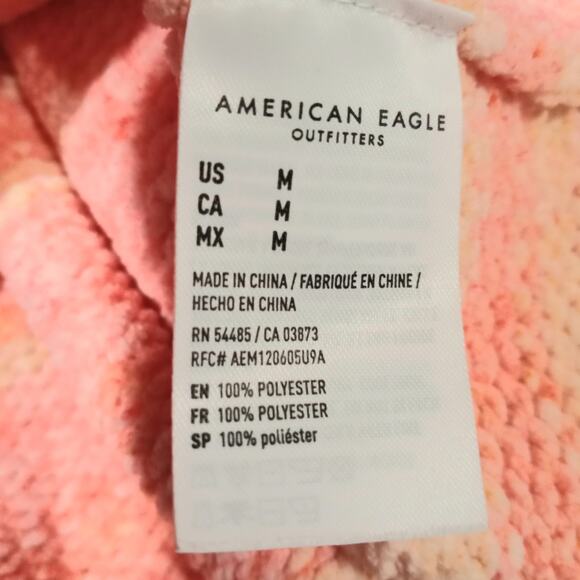 AMERICAN EAGLE
OUTFITTERS
US M
CA M
MX M
MADE IN CHINA / FABRIQUÉ EN CHINE /
HECHO EN CHINA
RN 54485 / CA 03873
RFC# AEM120605U9A
EN 100% POLYESTER
FR 100% POLYESTER
SP 100% poliéster